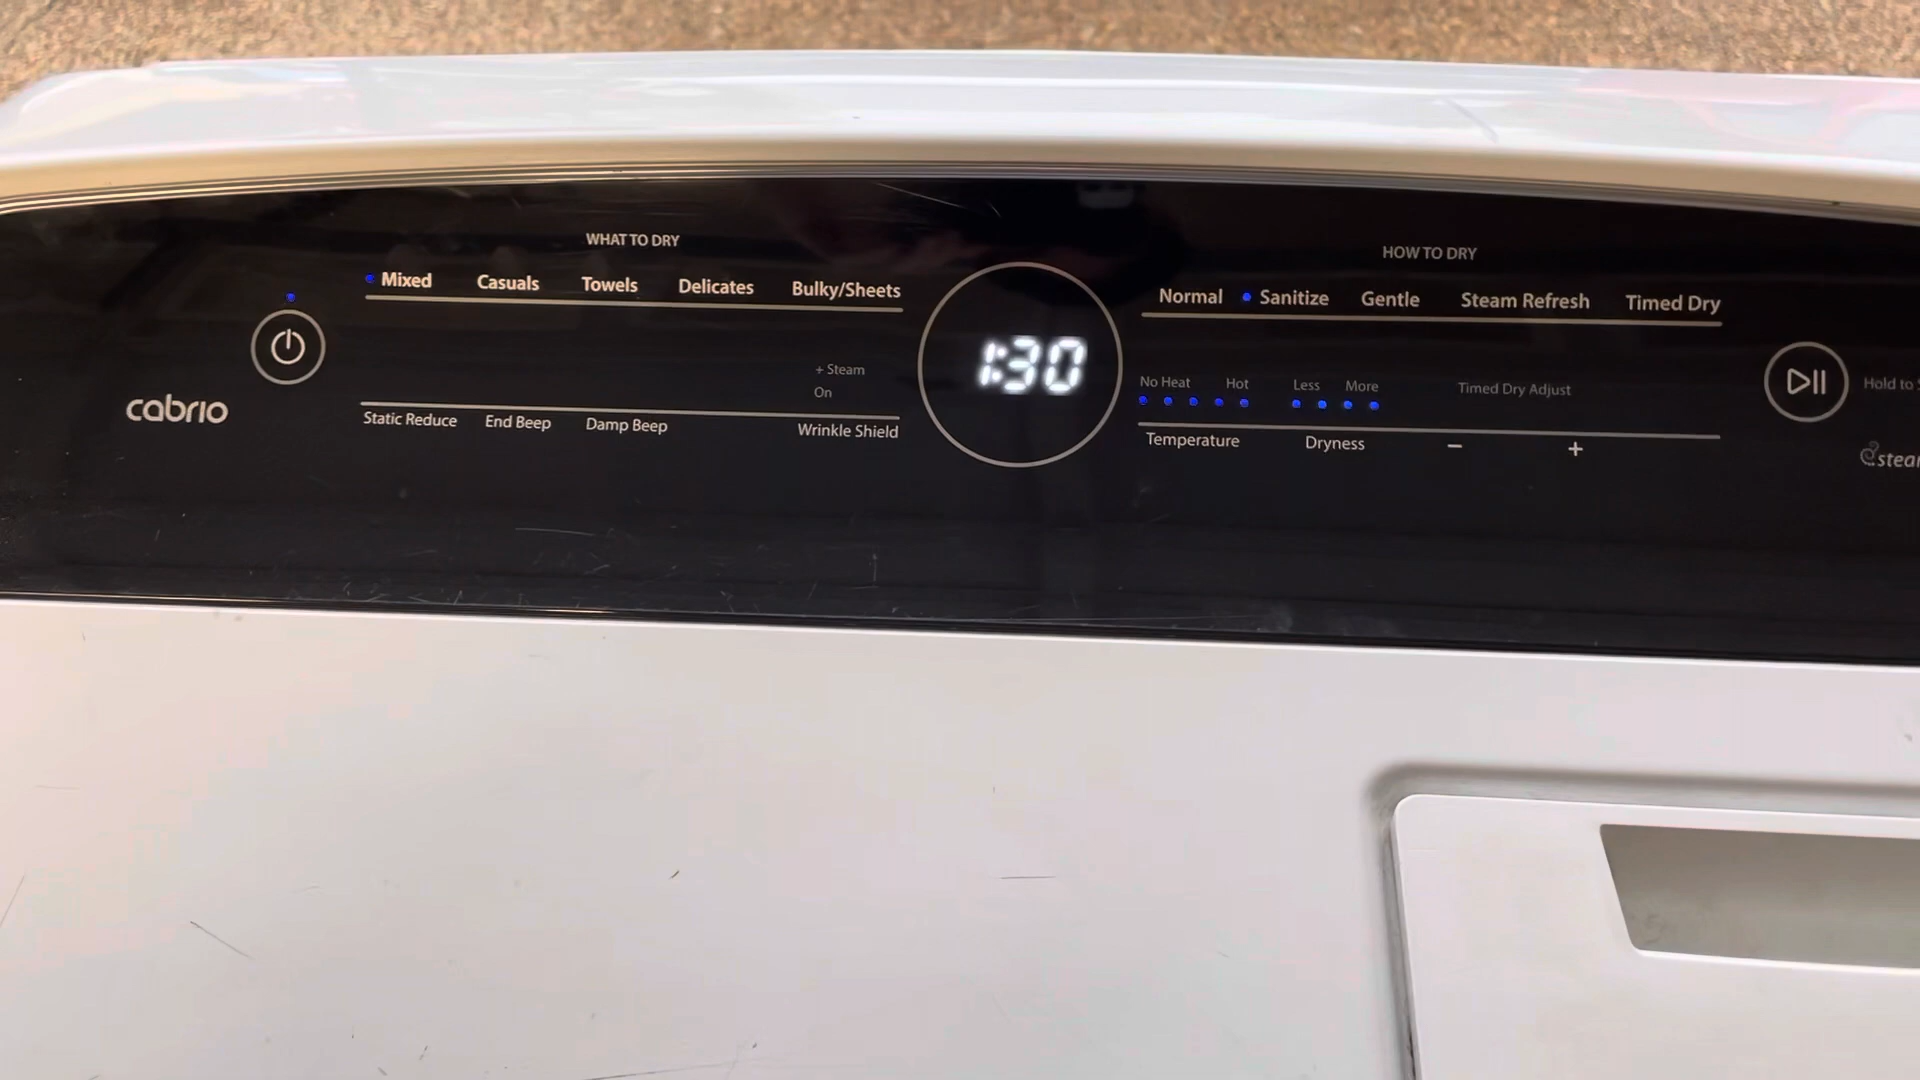 WHAT TO DRY
Mixed Casuals Towels Delicates Bulky/Sheets
+ Steam
On
Static Reduce End Beep Damp Beep Wrinkle Shield
cabrio
1:30
HOW TO DRY
Normal Sanitize Gentle Steam Refresh Timed Dry
No Heat Hot Less More Timed Dry Adjust
Temperature Dryness − +
Hold to